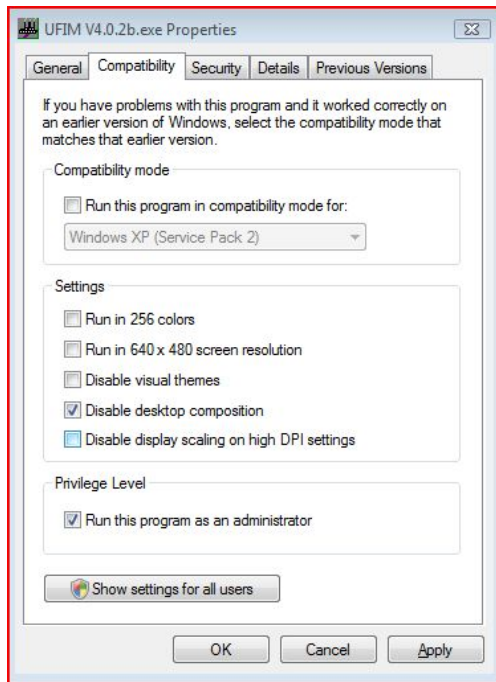 UFIM V4.0.2b.exe Properties
General Compatibility Security Details Previous Versions
If you have problems with this program and it worked correctly on
an earlier version of Windows, select the compatibility mode that
matches that earlier version.
Compatibility mode
Run this program in compatibility mode for:
Windows XP (Service Pack 2)
Settings
Run in 256 colors
Run in 640 x 480 screen resolution
Disable visual themes
Disable desktop composition
Disable display scaling on high DPI settings
Privilege Level
Run this program as an administrator
Show settings for all users
OK Cancel Apply